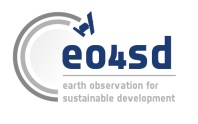 eo4sd
earth observation for
sustainable development